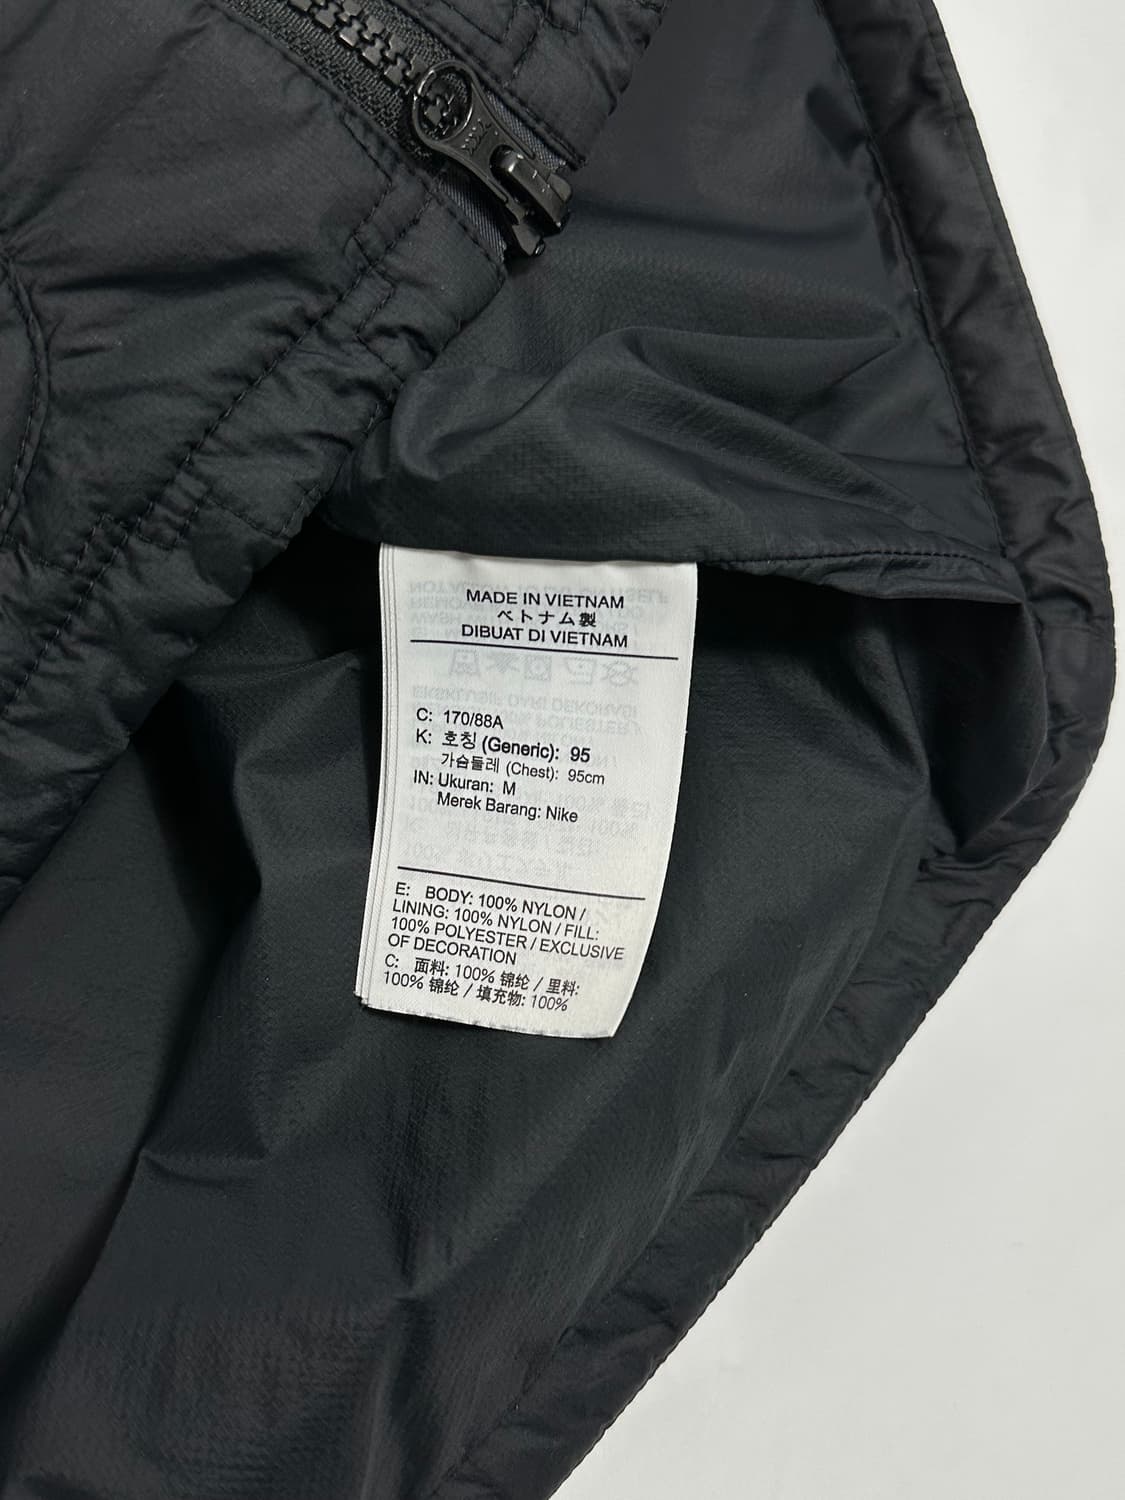 MADE IN VIETNAM
ベトナム製
DIBUAT DI VIETNAM
C: 170/88A
K: 호칭 (Generic): 95
가슴둘레 (Chest): 95cm
IN: Ukuran: M
Merek Barang: Nike
E: BODY: 100% NYLON /
LINING: 100% NYLON / FILL:
100% POLYESTER / EXCLUSIVE
OF DECORATION
C: 面料: 100% 锦纶 / 里料:
100% 锦纶 / 填充物: 100%